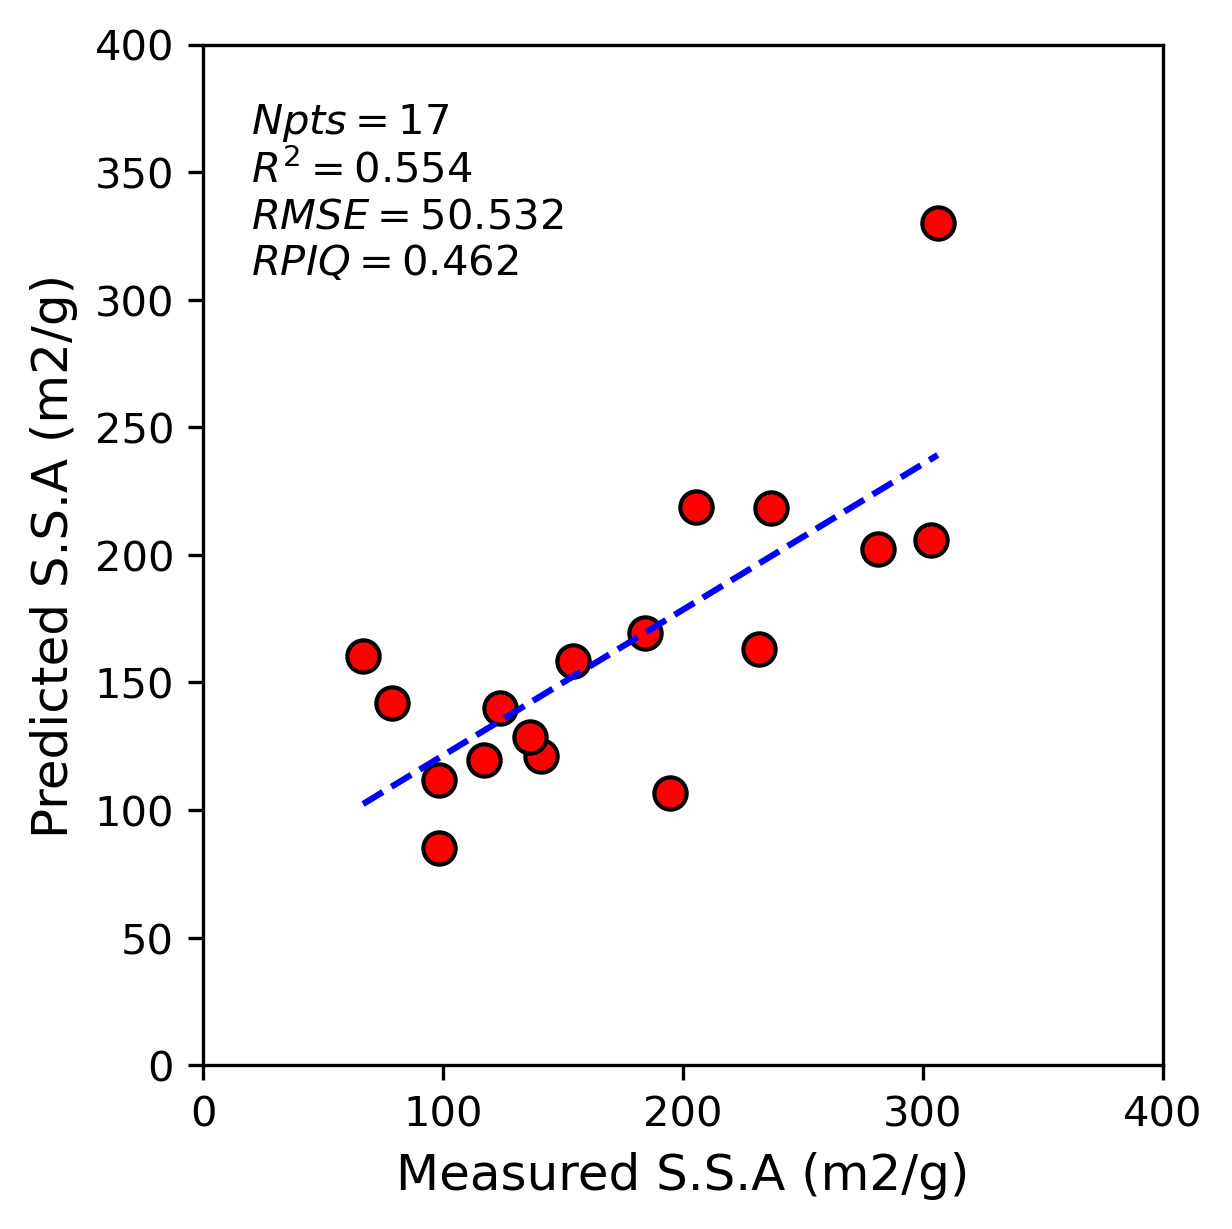 400
350
300
250
200
150
100
50
0
Npts = 17
R² = 0.554
RMSE = 50.532
RPIQ = 0.462
Predicted S.S.A (m2/g)
0 100 200 300 400
Measured S.S.A (m2/g)